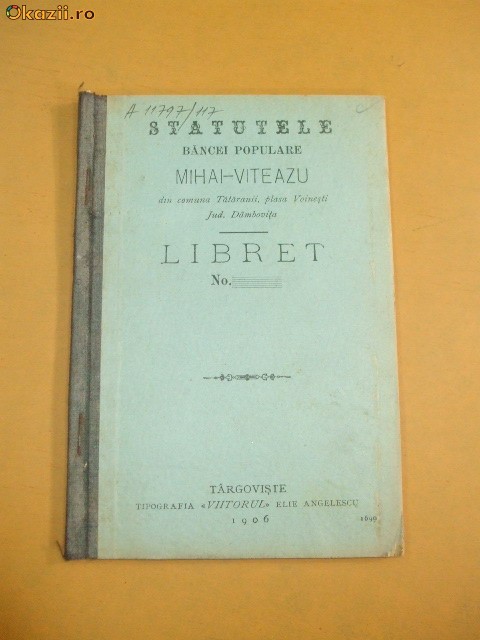 Okazii.ro
A 11797/117
STATUTELE
BĂNCEI POPULARE
MIHAI-VITEAZU
din comuna Tătăranii, plasa Voinești
Jud. Dâmbovița
LIBRET
No.
TÂRGOVIȘTE
TIPOGRAFIA «VIITORUL» ELIE ANGELESCU
1906